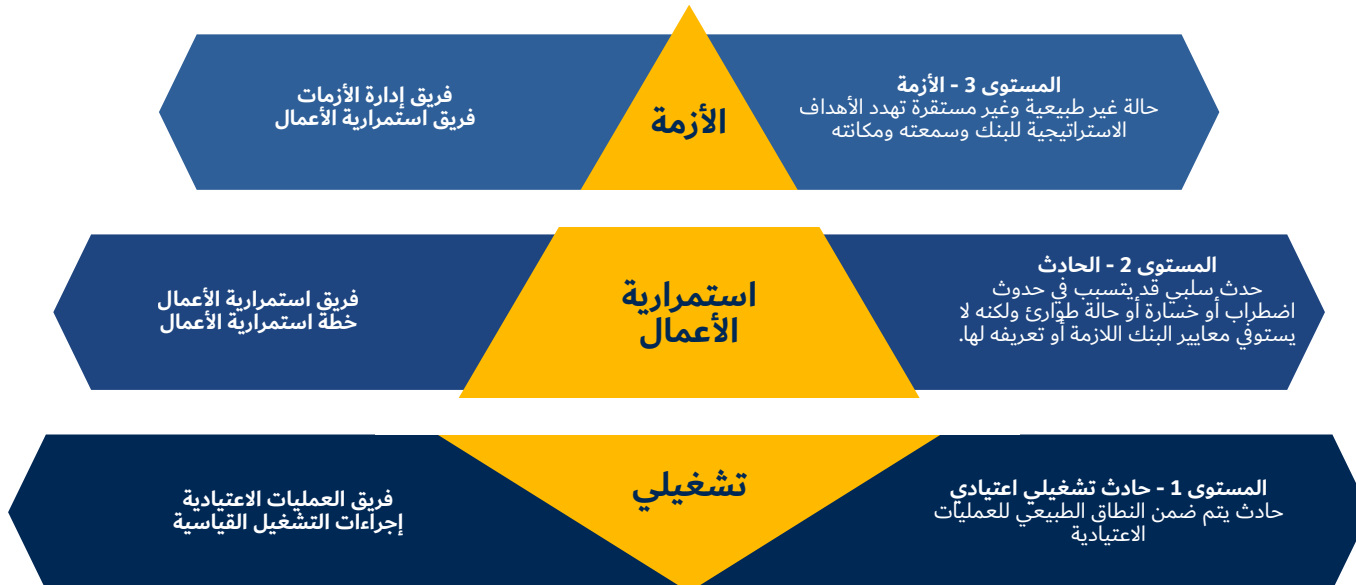 المستوى 3 - الأزمة
حالة غير طبيعية وغير مستقرة تهدد الأهداف
الاستراتيجية للبنك وسمعته ومكانته
الأزمة
فريق إدارة الأزمات
فريق استمرارية الأعمال
المستوى 2 - الحادث
حدث سلبي قد يتسبب في حدوث
اضطراب أو خسارة أو حالة طوارئ ولكنه لا
يستوفي معايير البنك اللازمة أو تعريفه لها.
استمرارية
الأعمال
فريق استمرارية الأعمال
خطة استمرارية الأعمال
المستوى 1 - حادث تشغيلي اعتيادي
حادث يتم ضمن النطاق الطبيعي للعمليات
الاعتيادية
تشغيلي
فريق العمليات الاعتيادية
إجراءات التشغيل القياسية